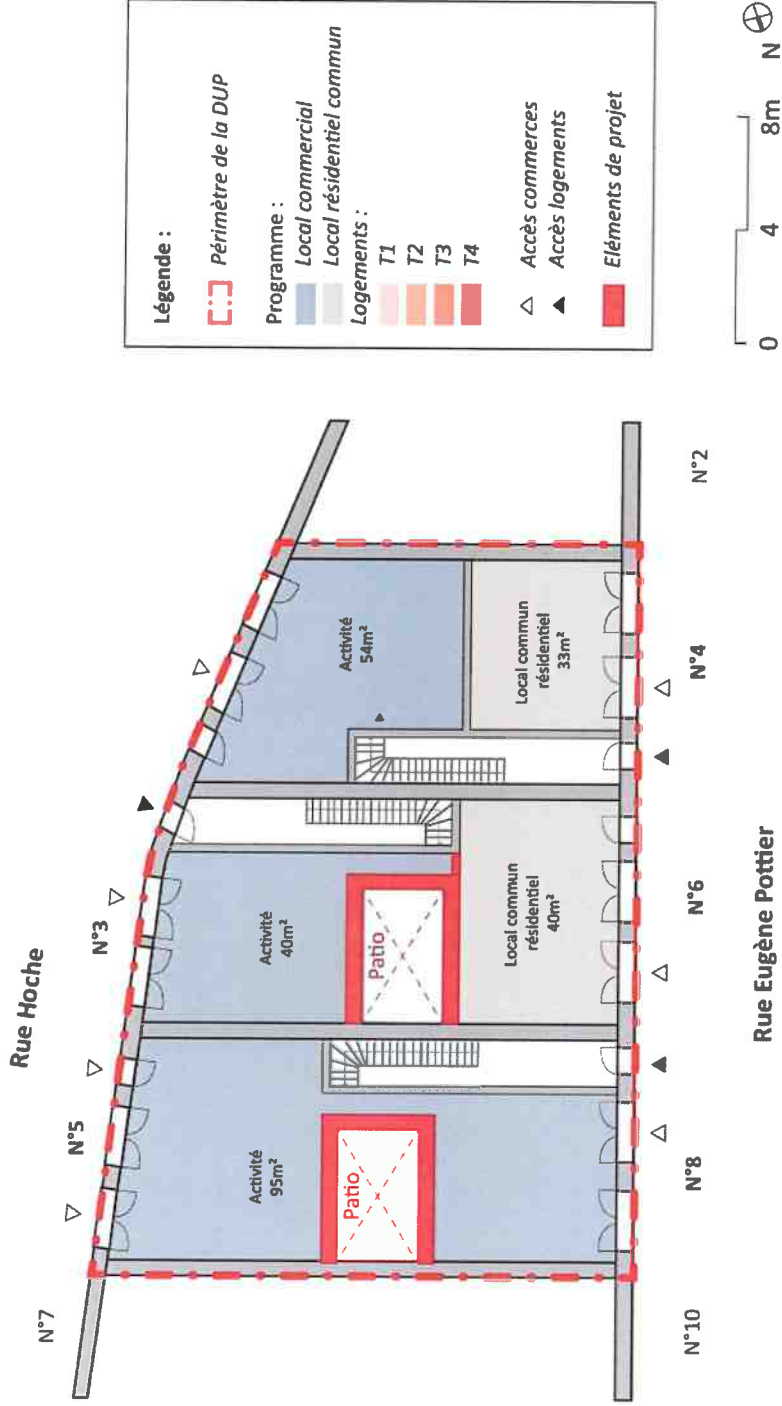 Rue Hoche
N°7
N°5
N°3
Activité
95m²
Patio
Activité
40m²
Patio
Local commun
résidentiel
40m²
Activité
54m²
Local commun
résidentiel
33m²
N°10
N°8
N°6
N°4
N°2
Rue Eugène Pottier
Légende :
Périmètre de la DUP
Programme :
Local commercial
Local résidentiel commun
Logements :
T1
T2
T3
T4
Accès commerces
Accès logements
Eléments de projet
0 4 8m N